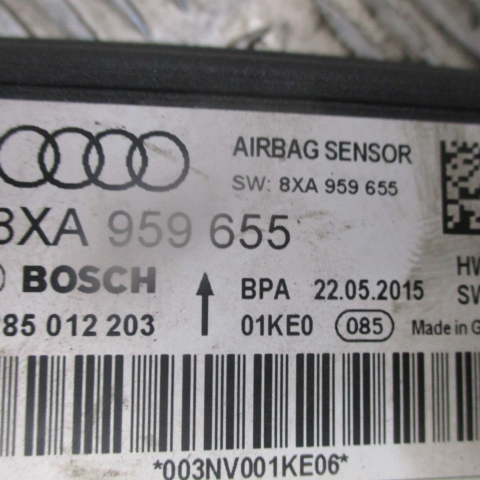 AIRBAG SENSOR
SW: 8XA 959 655
8XA 959 655
BOSCH
BPA 22.05.2015
HW
SW
85 012 203
01KE0 085 Made in G
*003NV001KE06*